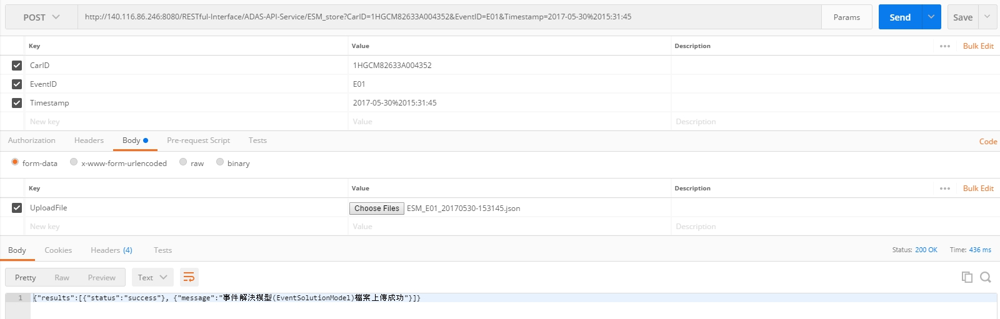 POST http://140.116.86.246:8080/RESTful-Interface/ADAS-API-Service/ESM_store?CarID=1HGCM82633A004352&EventID=E01&Timestamp=2017-05-30%2015:31:45 Params Send Save
Key Value Description ••• Bulk Edit
CarID 1HGCM82633A004352
EventID E01
Timestamp 2017-05-30%2015:31:45
New key Value Description
Authorization Headers Body Pre-request Script Tests Code
form-data x-www-form-urlencoded raw binary
Key Value Description ••• Bulk Edit
UploadFile Choose Files ESM_E01_20170530-153145.json
New key Value Description
Body Cookies Headers (4) Tests Status: 200 OK Time: 436 ms
Pretty Raw Preview Text
1 {"results":[{"status":"success"}, {"message":"事件解決模型(EventSolutionModel)檔案上傳成功"}]}